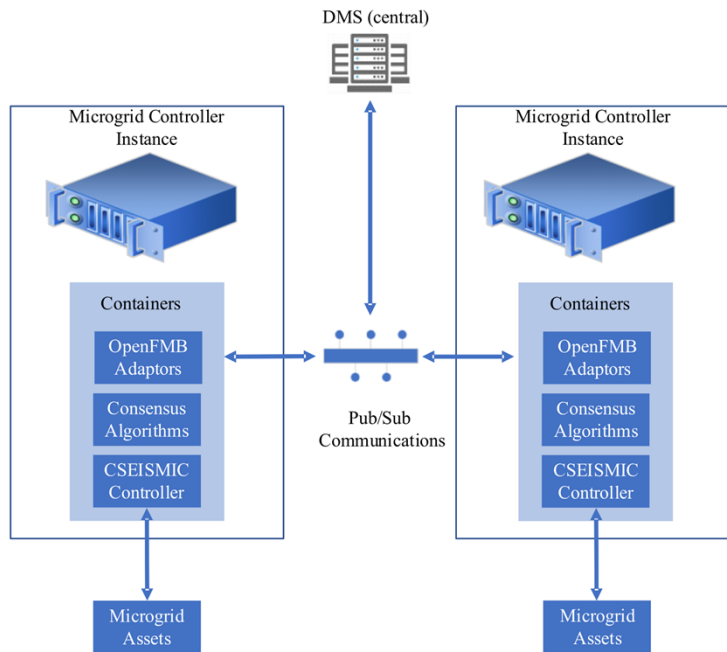 DMS (central)
Microgrid Controller
Instance
Containers
OpenFMB
Adaptors
Consensus
Algorithms
CSEISMIC
Controller
Microgrid
Assets
Pub/Sub
Communications
Microgrid Controller
Instance
Containers
OpenFMB
Adaptors
Consensus
Algorithms
CSEISMIC
Controller
Microgrid
Assets